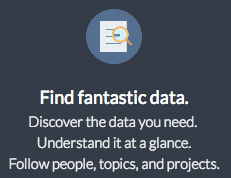 Find fantastic data.
Discover the data you need.
Understand it at a glance.
Follow people, topics, and projects.